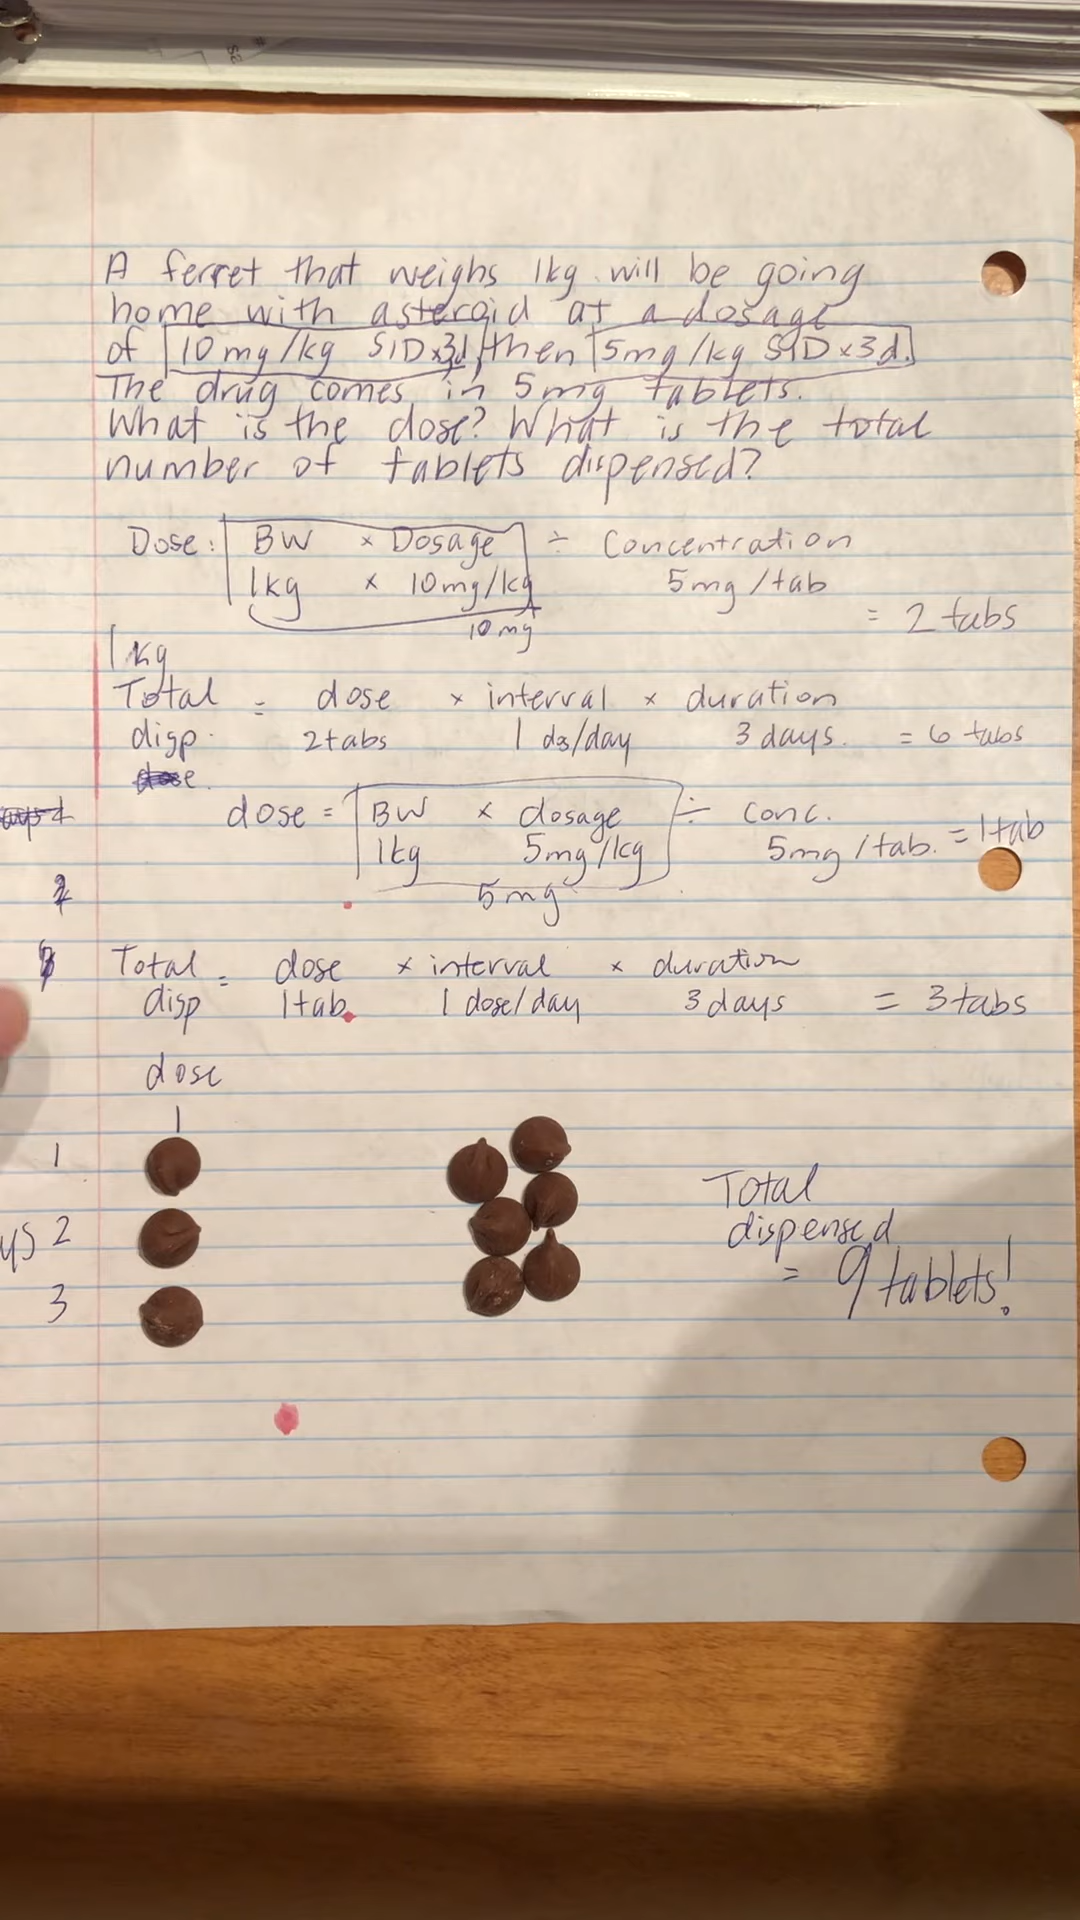 A ferret that weighs 1kg will be going
home with asteroid at a dosage
of 10mg/kg SID x3d, then 5mg/kg SID x 3d.
The drug comes in 5mg tablets.
What is the dose? What is the total
number of tablets dispensed?
Dose: BW x Dosage ÷ Concentration
1kg x 10mg/kg 5mg/tab
= 2 tabs
10mg
1kg
Total = dose x interval x duration
disp. 2tabs 1 ds/day 3 days. = 6 tabs
dose = BW x dosage ÷ conc.
1kg 5mg/kg 5mg/tab. = 1tab
5mg
Total = dose x interval x duration
disp 1tab. 1 dose/day 3 days = 3 tabs
dose
1
1
2
3
Total
dispensed
= 9 tablets!